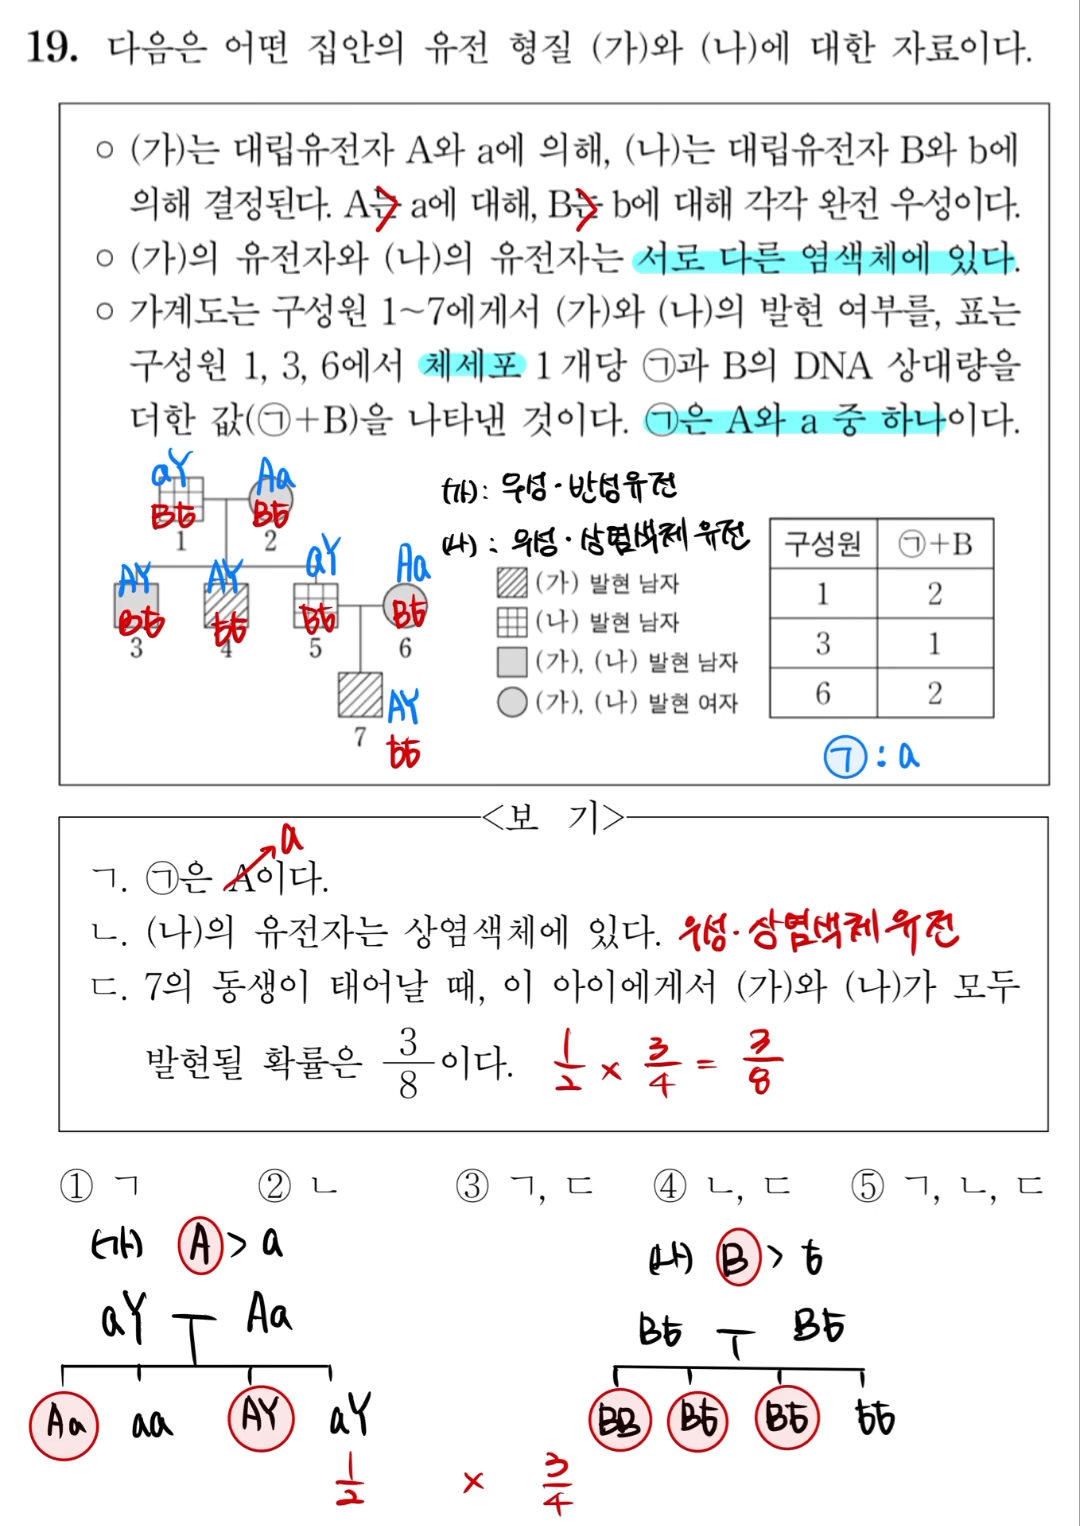 19. 다음은 어떤 집안의 유전 형질 (가)와 (나)에 대한 자료이다.
○ (가)는 대립유전자 A와 a에 의해, (나)는 대립유전자 B와 b에
의해 결정된다. A는 > a에 대해, B는 > b에 대해 각각 완전 우성이다.
○ (가)의 유전자와 (나)의 유전자는 서로 다른 염색체에 있다.
○ 가계도는 구성원 1~7에게서 (가)와 (나)의 발현 여부를, 표는
구성원 1, 3, 6에서 체세포 1개당 ㉠과 B의 DNA 상대량을
더한 값(㉠+B)을 나타낸 것이다. ㉠은 A와 a 중 하나이다.
aY Aa
Bb Bb
1 2
(가): 우성·반성유전
(나): 우성·상염색체 유전
AY AY aY Aa
Bb bb Bb Bb
3 4 5 6
AY
bb
7
(가) 발현 남자
(나) 발현 남자
(가), (나) 발현 남자
(가), (나) 발현 여자
구성원 ㉠+B
1 2
3 1
6 2
㉠ : a
<보 기>
a
ㄱ. ㉠은 A이다.
ㄴ. (나)의 유전자는 상염색체에 있다. 우성·상염색체 유전
ㄷ. 7의 동생이 태어날 때, 이 아이에게서 (가)와 (나)가 모두
발현될 확률은 3/8이다. 1/2 × 3/4 = 3/8
① ㄱ ② ㄴ ③ ㄱ, ㄷ ④ ㄴ, ㄷ ⑤ ㄱ, ㄴ, ㄷ
(가) A > a (나) B > b
aY Aa Bb Bb
Aa aa AY aY BB Bb Bb bb
1/2 × 3/4